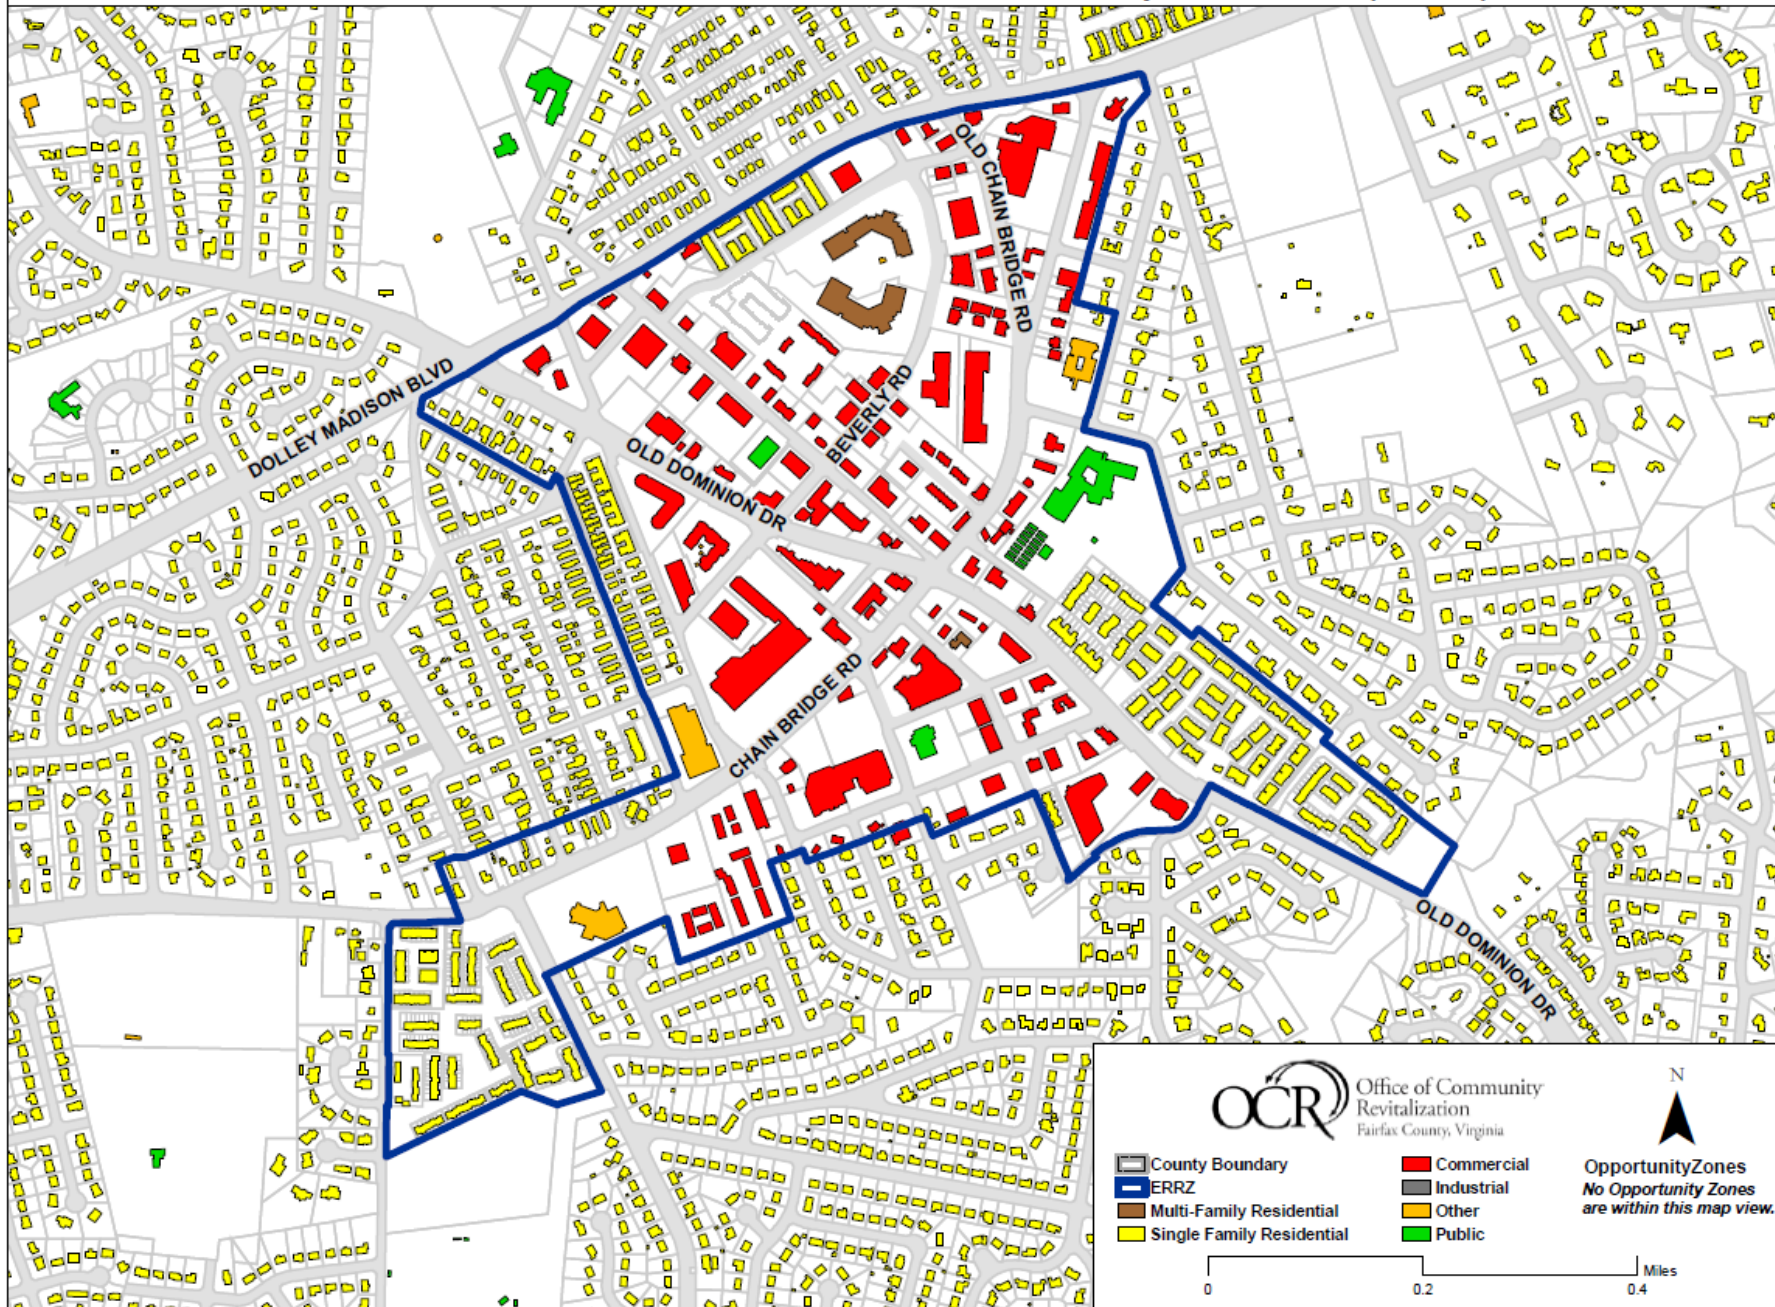 OLD CHAIN BRIDGE RD
DOLLEY MADISON BLVD
BEVERLY RD
OLD DOMINION DR
CHAIN BRIDGE RD
OLD DOMINION DR
OCR
Office of Community
Revitalization
Fairfax County, Virginia
N
County Boundary
ERRZ
Multi-Family Residential
Single Family Residential
Commercial
Industrial
Other
Public
OpportunityZones
No Opportunity Zones
are within this map view.
Miles
0
0.2
0.4